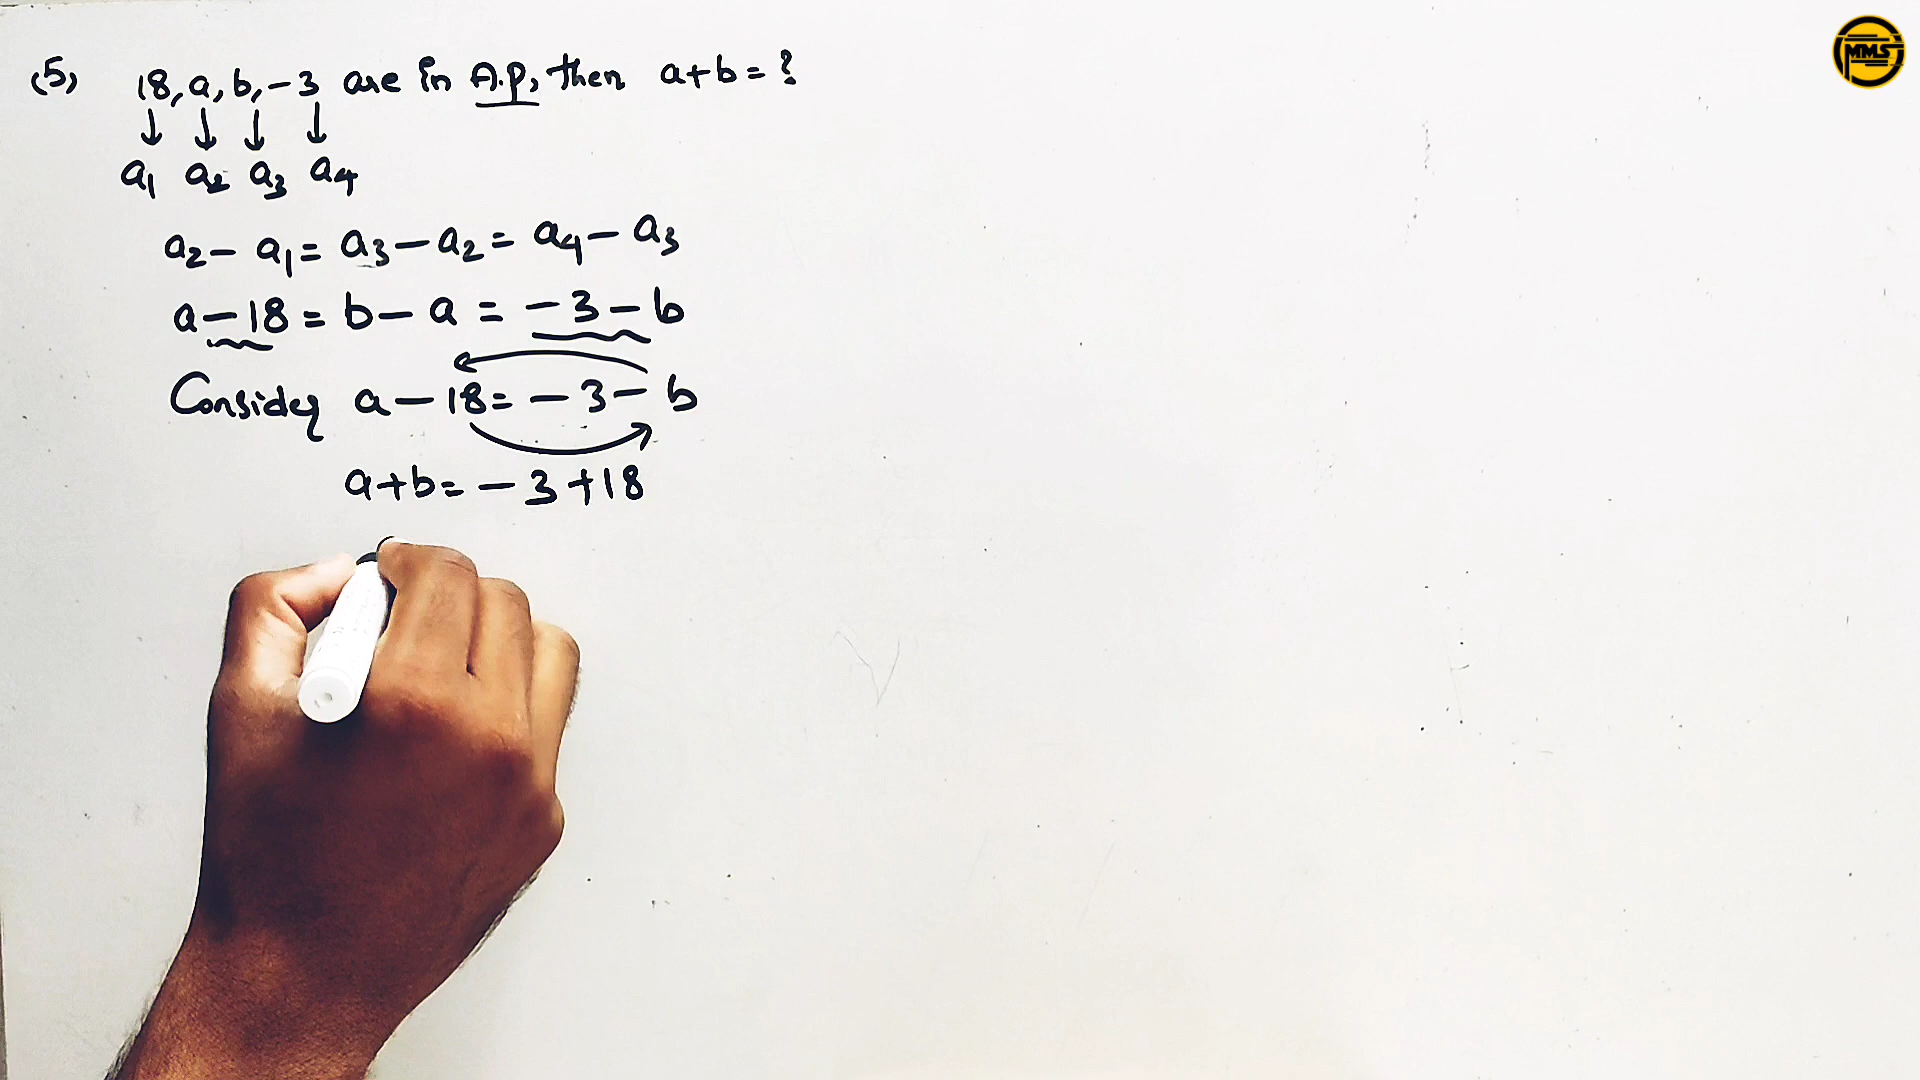 (5) 18, a, b, -3 are in A.P, then a+b = ?
↓ ↓ ↓ ↓
a₁ a₂ a₃ a₄
a₂ - a₁ = a₃ - a₂ = a₄ - a₃
a - 18 = b - a = -3 - b
Consider a - 18 = -3 - b
a+b = -3 + 18
MMS